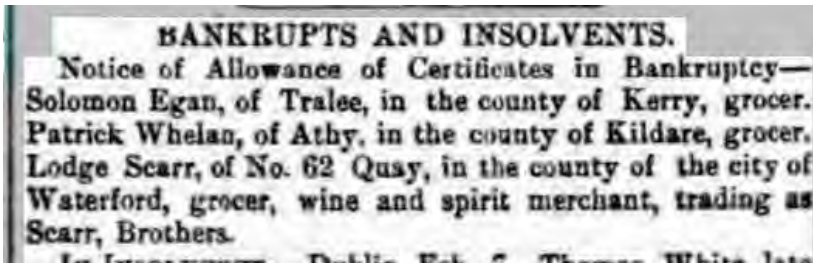 BANKRUPTS AND INSOLVENTS.
Notice of Allowance of Certificates in Bankruptcy—
Solomon Egan, of Tralee, in the county of Kerry, grocer.
Patrick Whelan, of Athy, in the county of Kildare, grocer.
Lodge Scarr, of No. 62 Quay, in the county of the city of
Waterford, grocer, wine and spirit merchant, trading as
Scarr, Brothers.